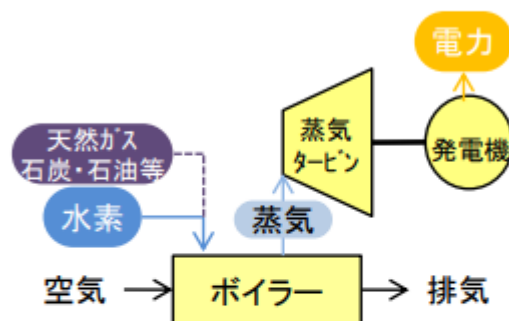 電力
蒸気
ﾀｰﾋﾞﾝ
発電機
天然ｶﾞｽ
石炭・石油等
水素
蒸気
空気
ボイラー
排気